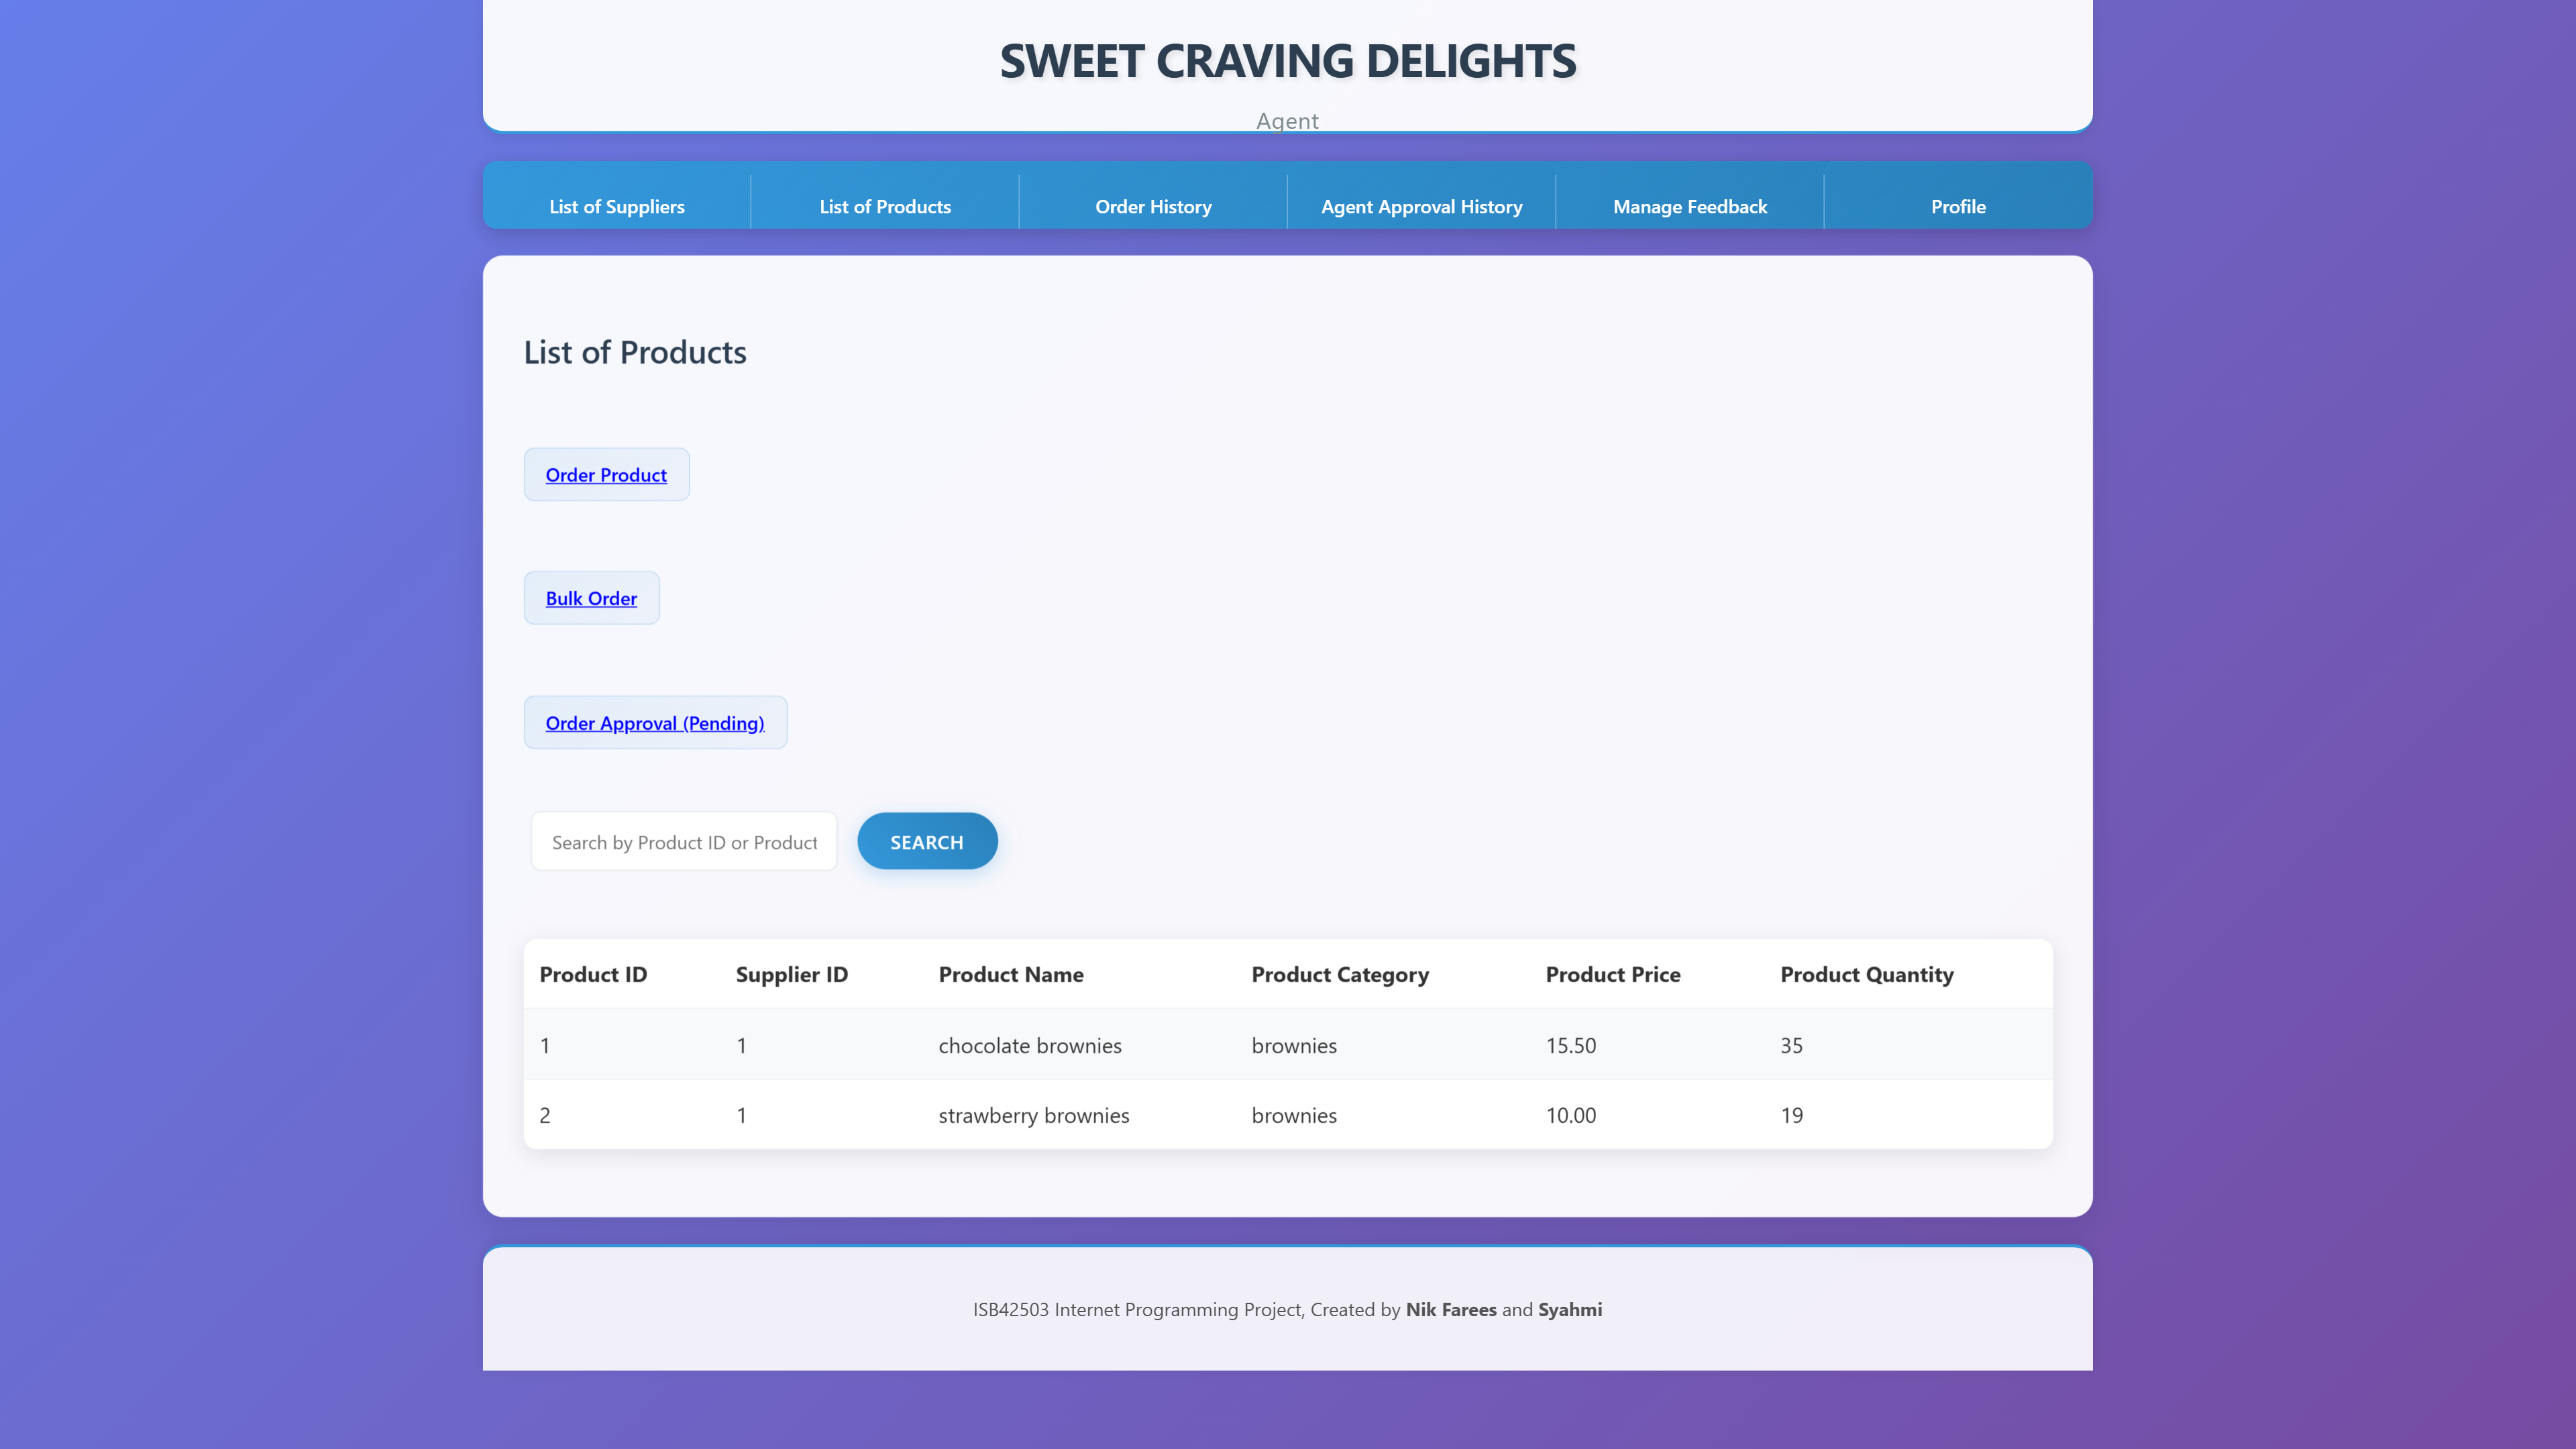 SWEET CRAVING DELIGHTS
Agent
List of Suppliers List of Products Order History Agent Approval History Manage Feedback Profile
List of Products
Order Product
Bulk Order
Order Approval (Pending)
Search by Product ID or Product SEARCH
Product ID Supplier ID Product Name Product Category Product Price Product Quantity
1 1 chocolate brownies brownies 15.50 35
2 1 strawberry brownies brownies 10.00 19
ISB42503 Internet Programming Project, Created by Nik Farees and Syahmi